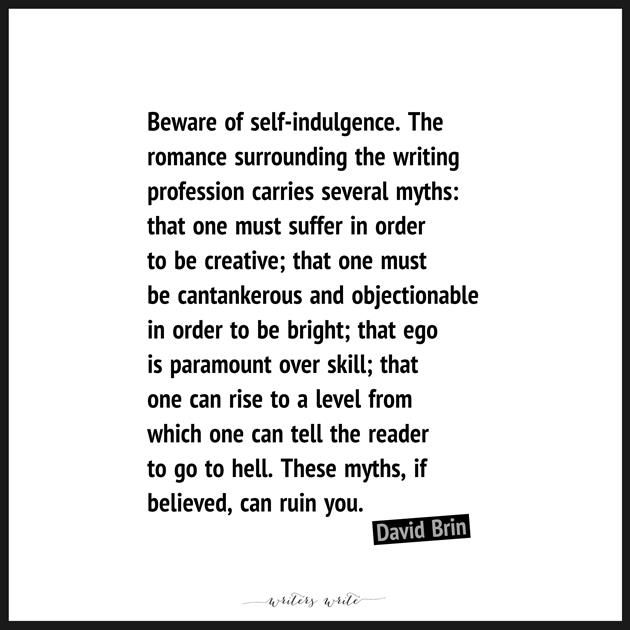 Beware of self-indulgence. The
romance surrounding the writing
profession carries several myths:
that one must suffer in order
to be creative; that one must
be cantankerous and objectionable
in order to be bright; that ego
is paramount over skill; that
one can rise to a level from
which one can tell the reader
to go to hell. These myths, if
believed, can ruin you.
David Brin
writers write